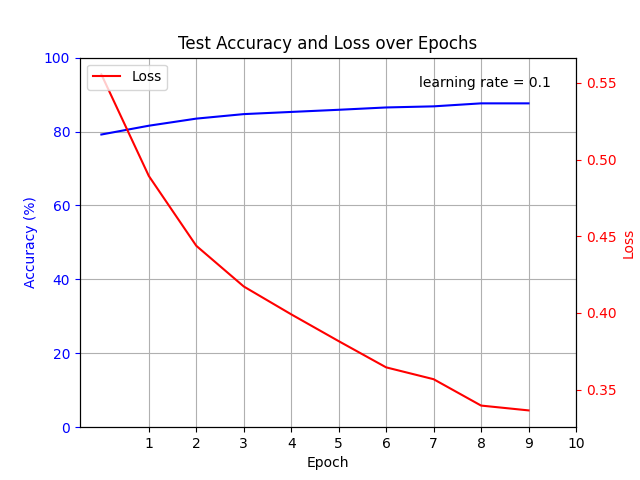 Test Accuracy and Loss over Epochs
Loss
learning rate = 0.1
100
80
60
40
20
0
Accuracy (%)
0.55
0.50
0.45
0.40
0.35
Loss
1 2 3 4 5 6 7 8 9 10
Epoch